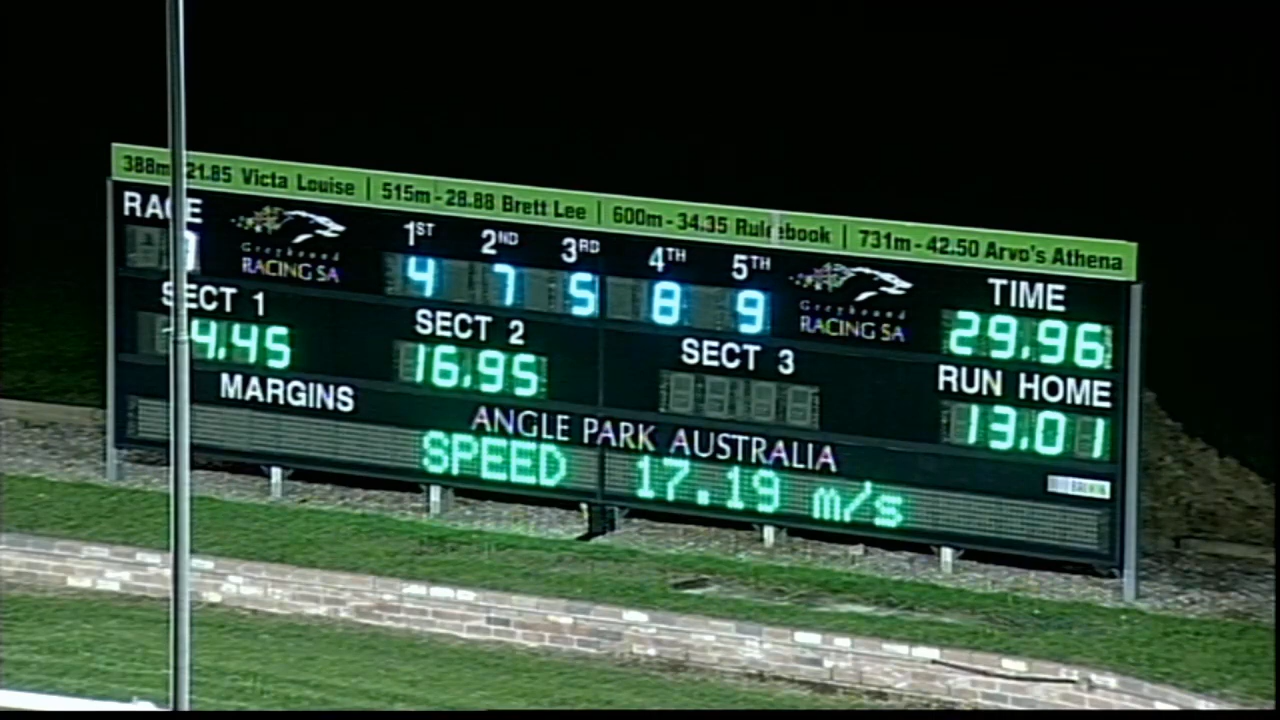 388m - 21.85 Victa Louise | 515m - 28.88 Brett Lee | 600m - 34.35 Rulebook | 731m - 42.50 Arvo's Athena
RACE
Greyhound
RACING SA
1ST 2ND 3RD 4TH 5TH
4 7 5 8 9
Greyhound
RACING SA
TIME
29.96
SECT 1
4.45
SECT 2
16.95
SECT 3
RUN HOME
13.01
MARGINS
ANGLE PARK AUSTRALIA
SPEED 17.19 m/s